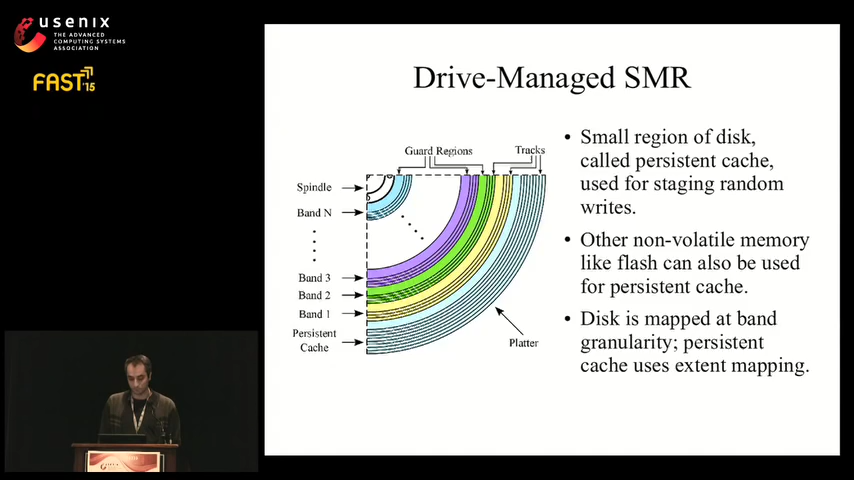 usenix
THE ADVANCED
COMPUTING SYSTEMS
ASSOCIATION
FAST'15
Drive-Managed SMR
Guard Regions
Tracks
Spindle
Band N
Band 3
Band 2
Band 1
Persistent
Cache
Platter
• Small region of disk,
called persistent cache,
used for staging random
writes.
• Other non-volatile memory
like flash can also be used
for persistent cache.
• Disk is mapped at band
granularity; persistent
cache uses extent mapping.